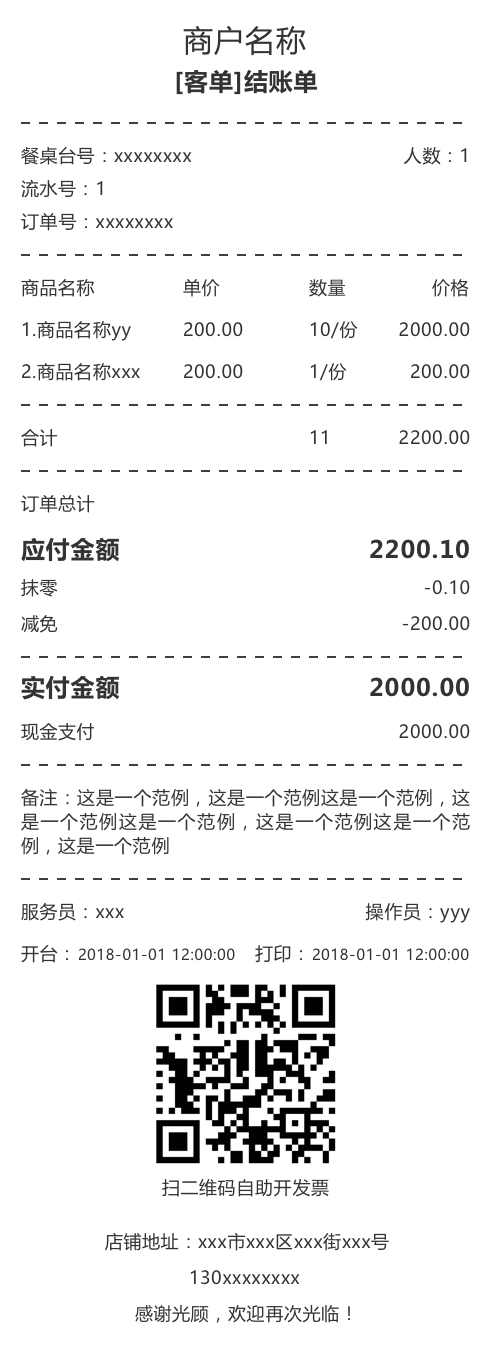 商户名称
[客单]结账单
餐桌台号：xxxxxxxx 人数：1
流水号：1
订单号：xxxxxxxx
商品名称 单价 数量 价格
1.商品名称yy 200.00 10/份 2000.00
2.商品名称xxx 200.00 1/份 200.00
合计 11 2200.00
订单总计
应付金额 2200.10
抹零 -0.10
减免 -200.00
实付金额 2000.00
现金支付 2000.00
备注：这是一个范例，这是一个范例这是一个范例，这
是一个范例这是一个范例，这是一个范例这是一个范
例，这是一个范例
服务员：xxx 操作员：yyy
开台：2018-01-01 12:00:00 打印：2018-01-01 12:00:00
扫二维码自助开发票
店铺地址：xxx市xxx区xxx街xxx号
130xxxxxxxx
感谢光顾，欢迎再次光临！